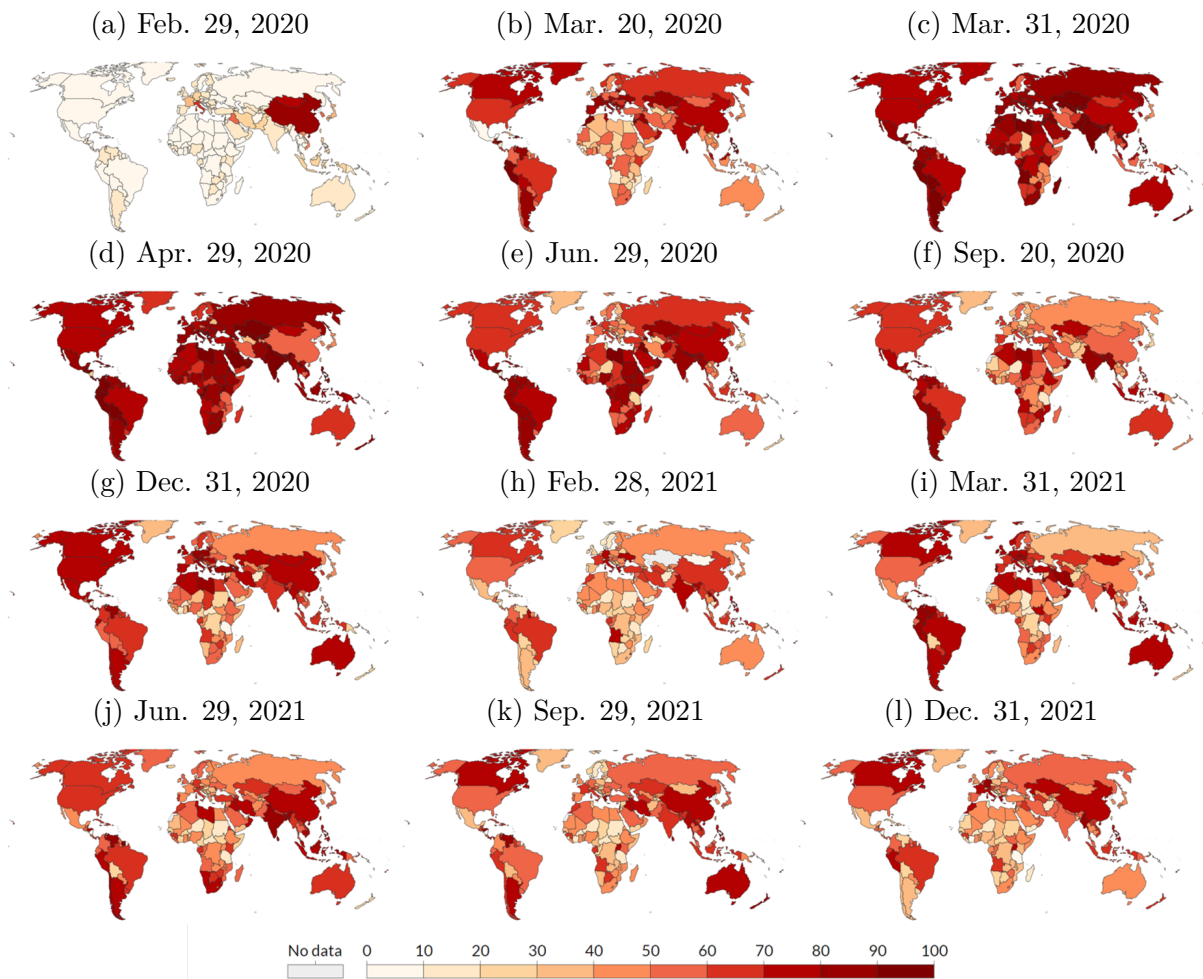 (a) Feb. 29, 2020 (b) Mar. 20, 2020 (c) Mar. 31, 2020
(d) Apr. 29, 2020 (e) Jun. 29, 2020 (f) Sep. 20, 2020
(g) Dec. 31, 2020 (h) Feb. 28, 2021 (i) Mar. 31, 2021
(j) Jun. 29, 2021 (k) Sep. 29, 2021 (l) Dec. 31, 2021
No data 0 10 20 30 40 50 60 70 80 90 100